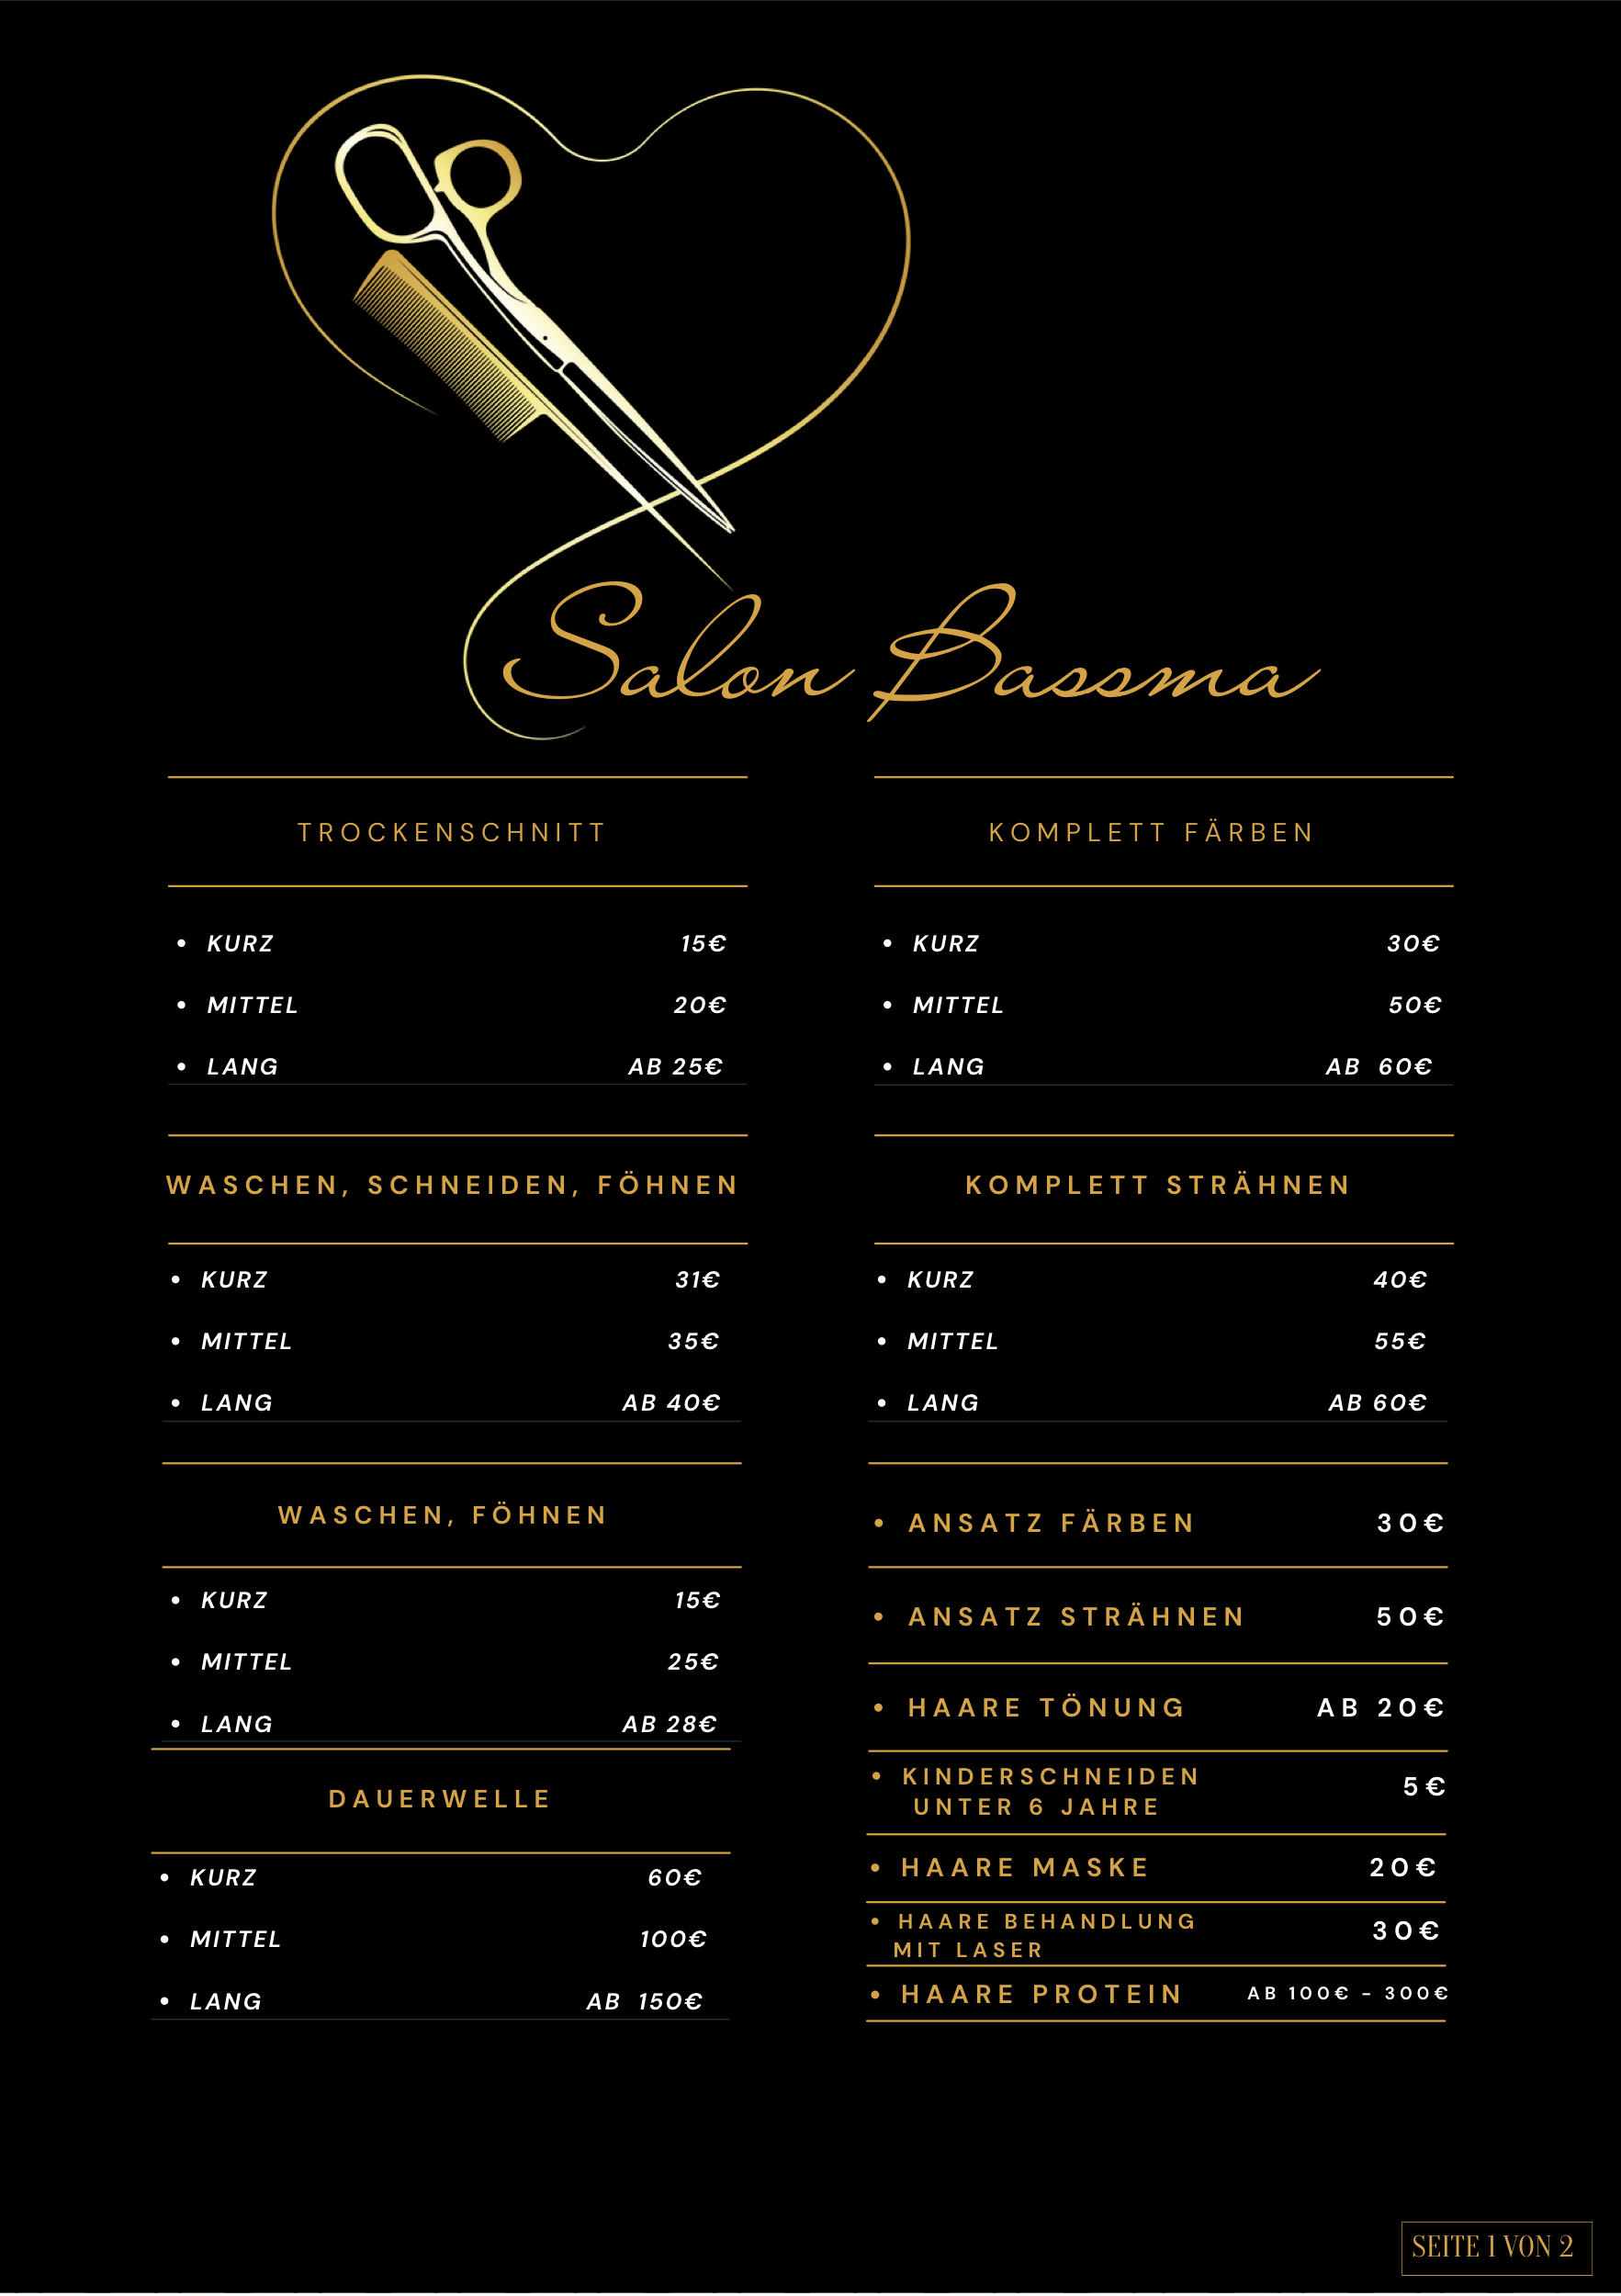 Salon Bassma
TROCKENSCHNITT
• KURZ 15€
• MITTEL 20€
• LANG AB 25€
WASCHEN, SCHNEIDEN, FÖHNEN
• KURZ 31€
• MITTEL 35€
• LANG AB 40€
WASCHEN, FÖHNEN
• KURZ 15€
• MITTEL 25€
• LANG AB 28€
DAUERWELLE
• KURZ 60€
• MITTEL 100€
• LANG AB 150€
KOMPLETT FÄRBEN
• KURZ 30€
• MITTEL 50€
• LANG AB 60€
KOMPLETT STRÄHNEN
• KURZ 40€
• MITTEL 55€
• LANG AB 60€
• ANSATZ FÄRBEN 30€
• ANSATZ STRÄHNEN 50€
• HAARE TÖNUNG AB 20€
• KINDERSCHNEIDEN 5€
UNTER 6 JAHRE
• HAARE MASKE 20€
• HAARE BEHANDLUNG 30€
MIT LASER
• HAARE PROTEIN AB 100€ - 300€
SEITE 1 VON 2